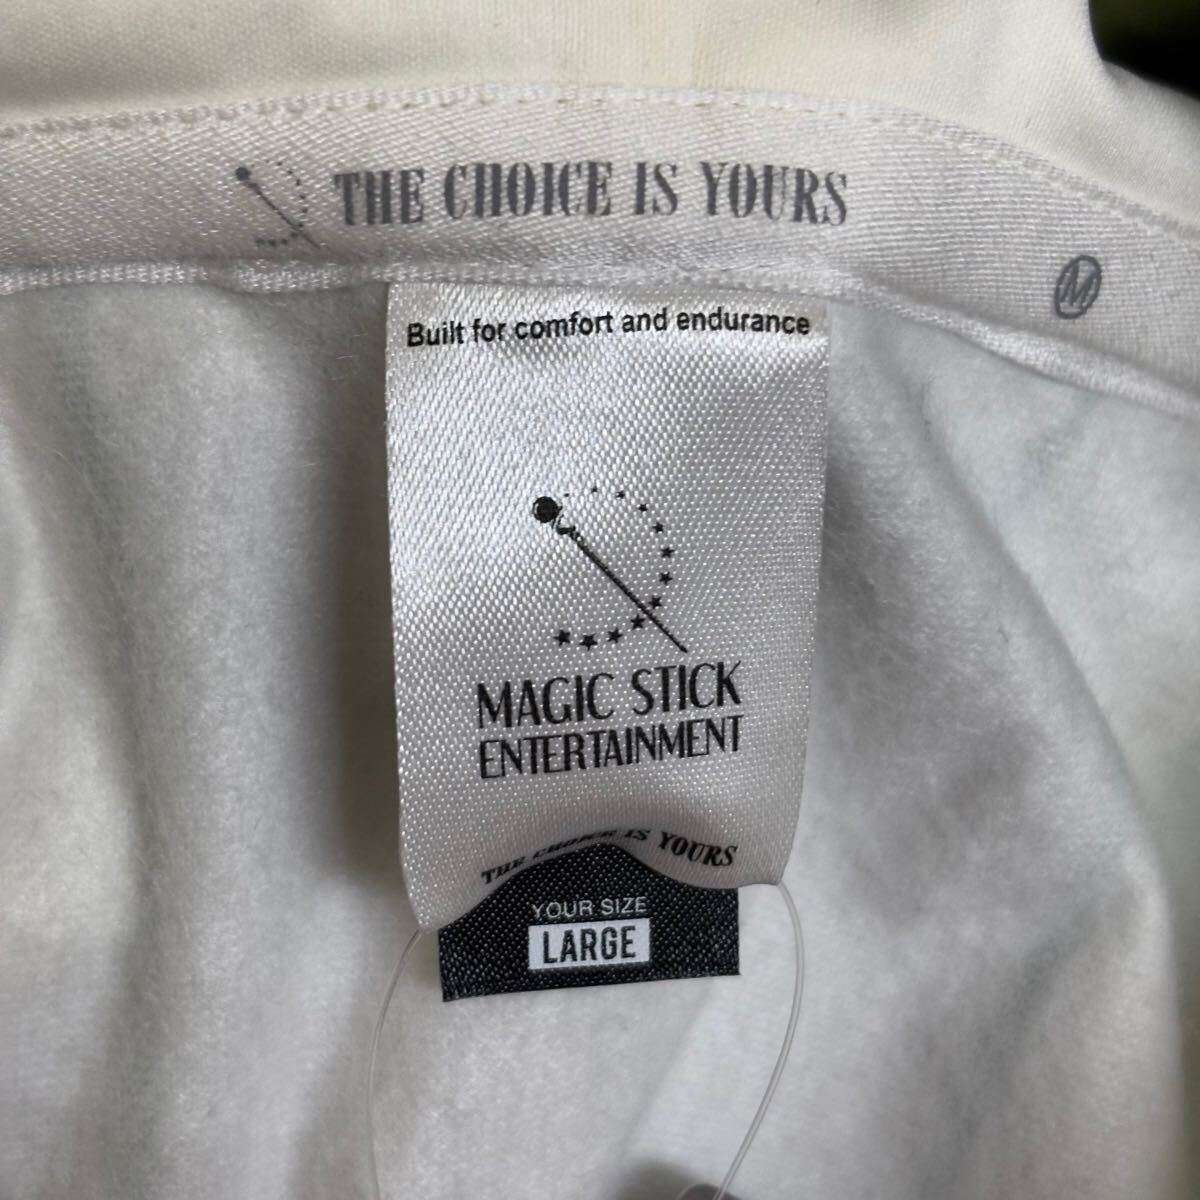 THE CHOICE IS YOURS
M
Built for comfort and endurance
MAGIC STICK
ENTERTAINMENT
THE CHOICE IS YOURS
YOUR SIZE
LARGE